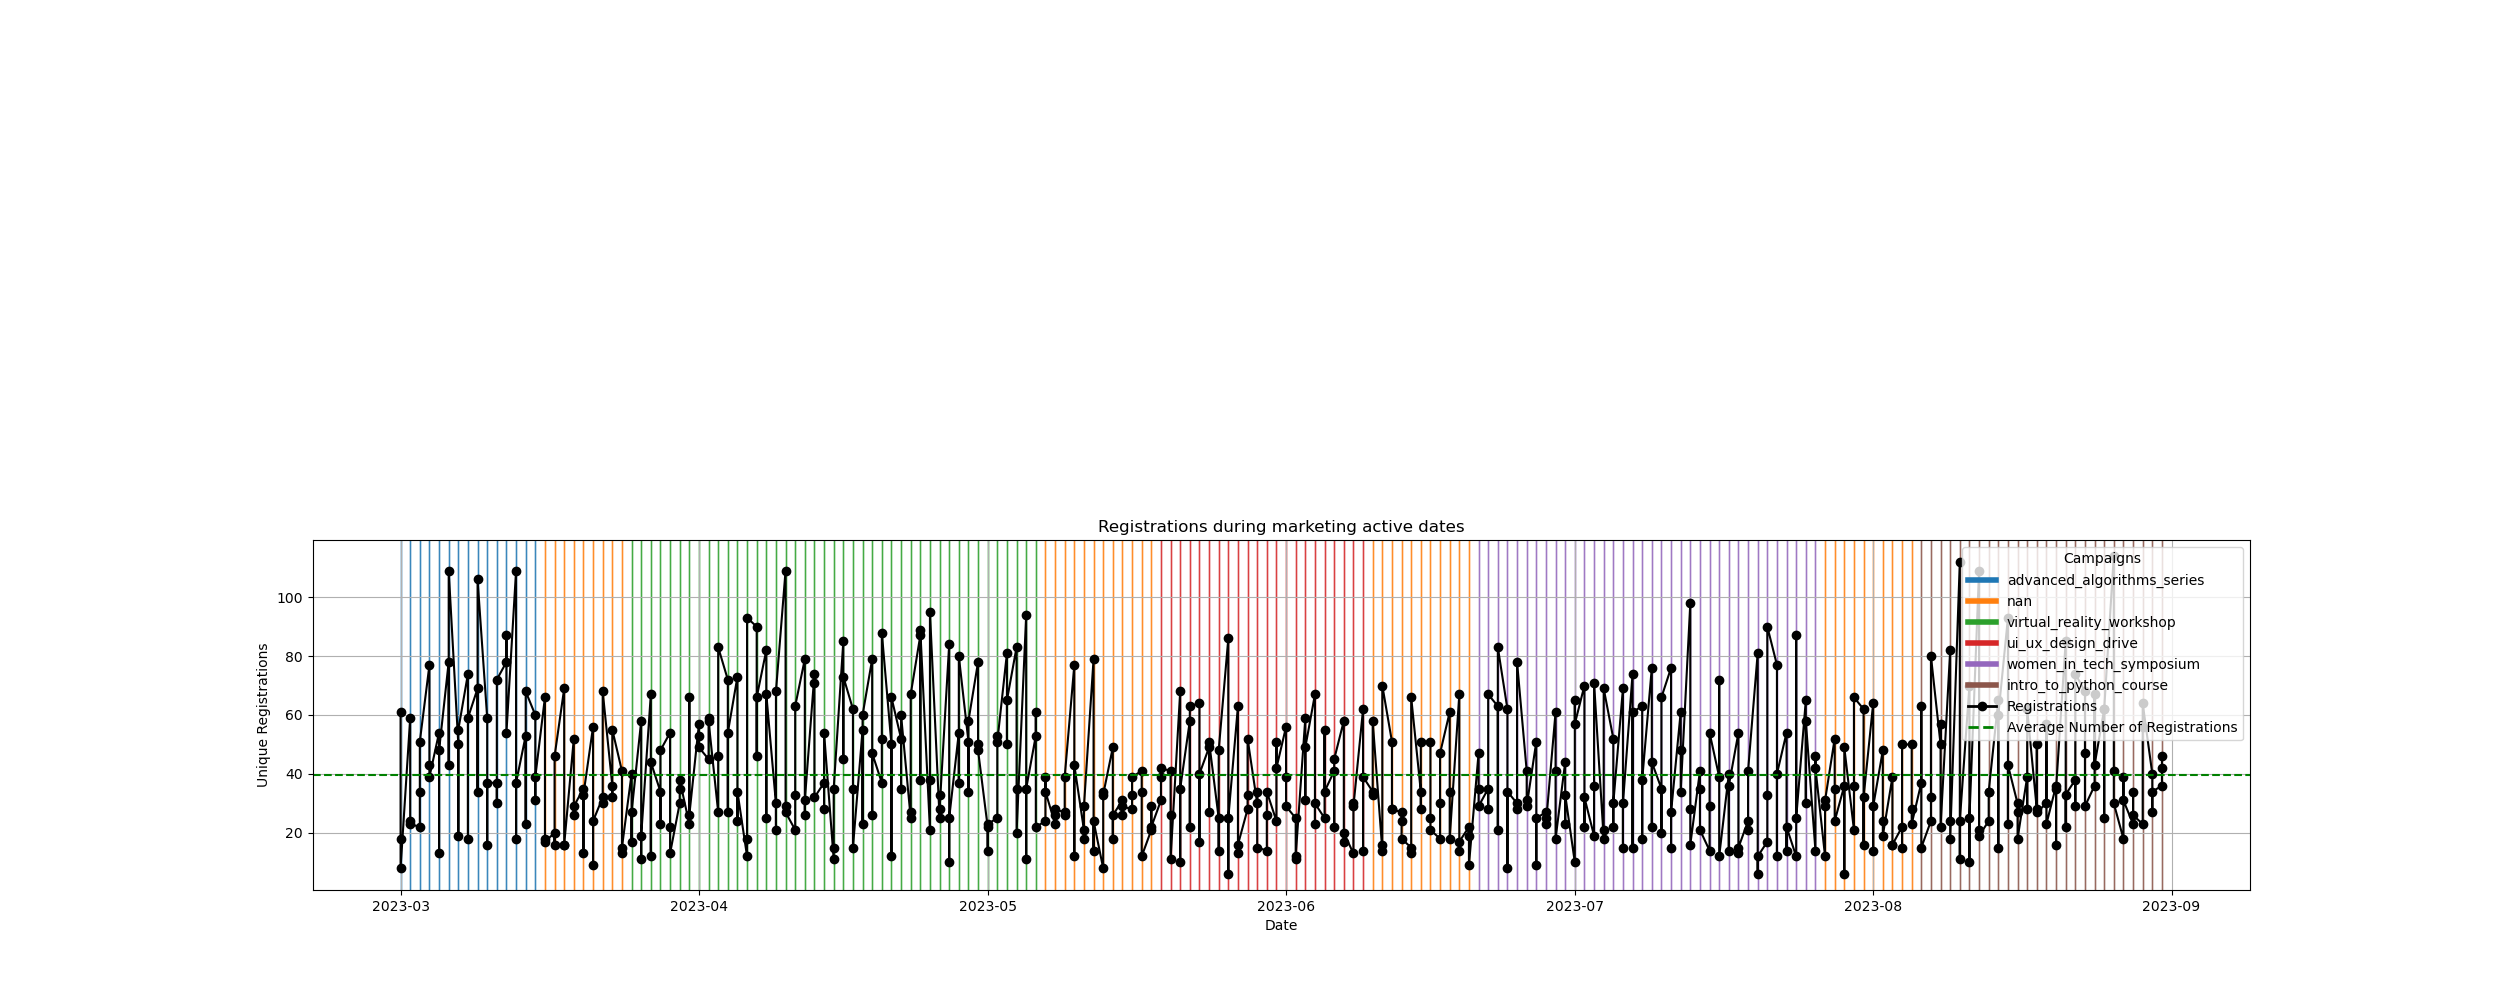 Registrations during marketing active dates
Unique Registrations
100
80
60
40
20
2023-03
2023-04
2023-05
2023-06
2023-07
2023-08
2023-09
Date
Campaigns
advanced_algorithms_series
nan
virtual_reality_workshop
ui_ux_design_drive
women_in_tech_symposium
intro_to_python_course
Registrations
Average Number of Registrations